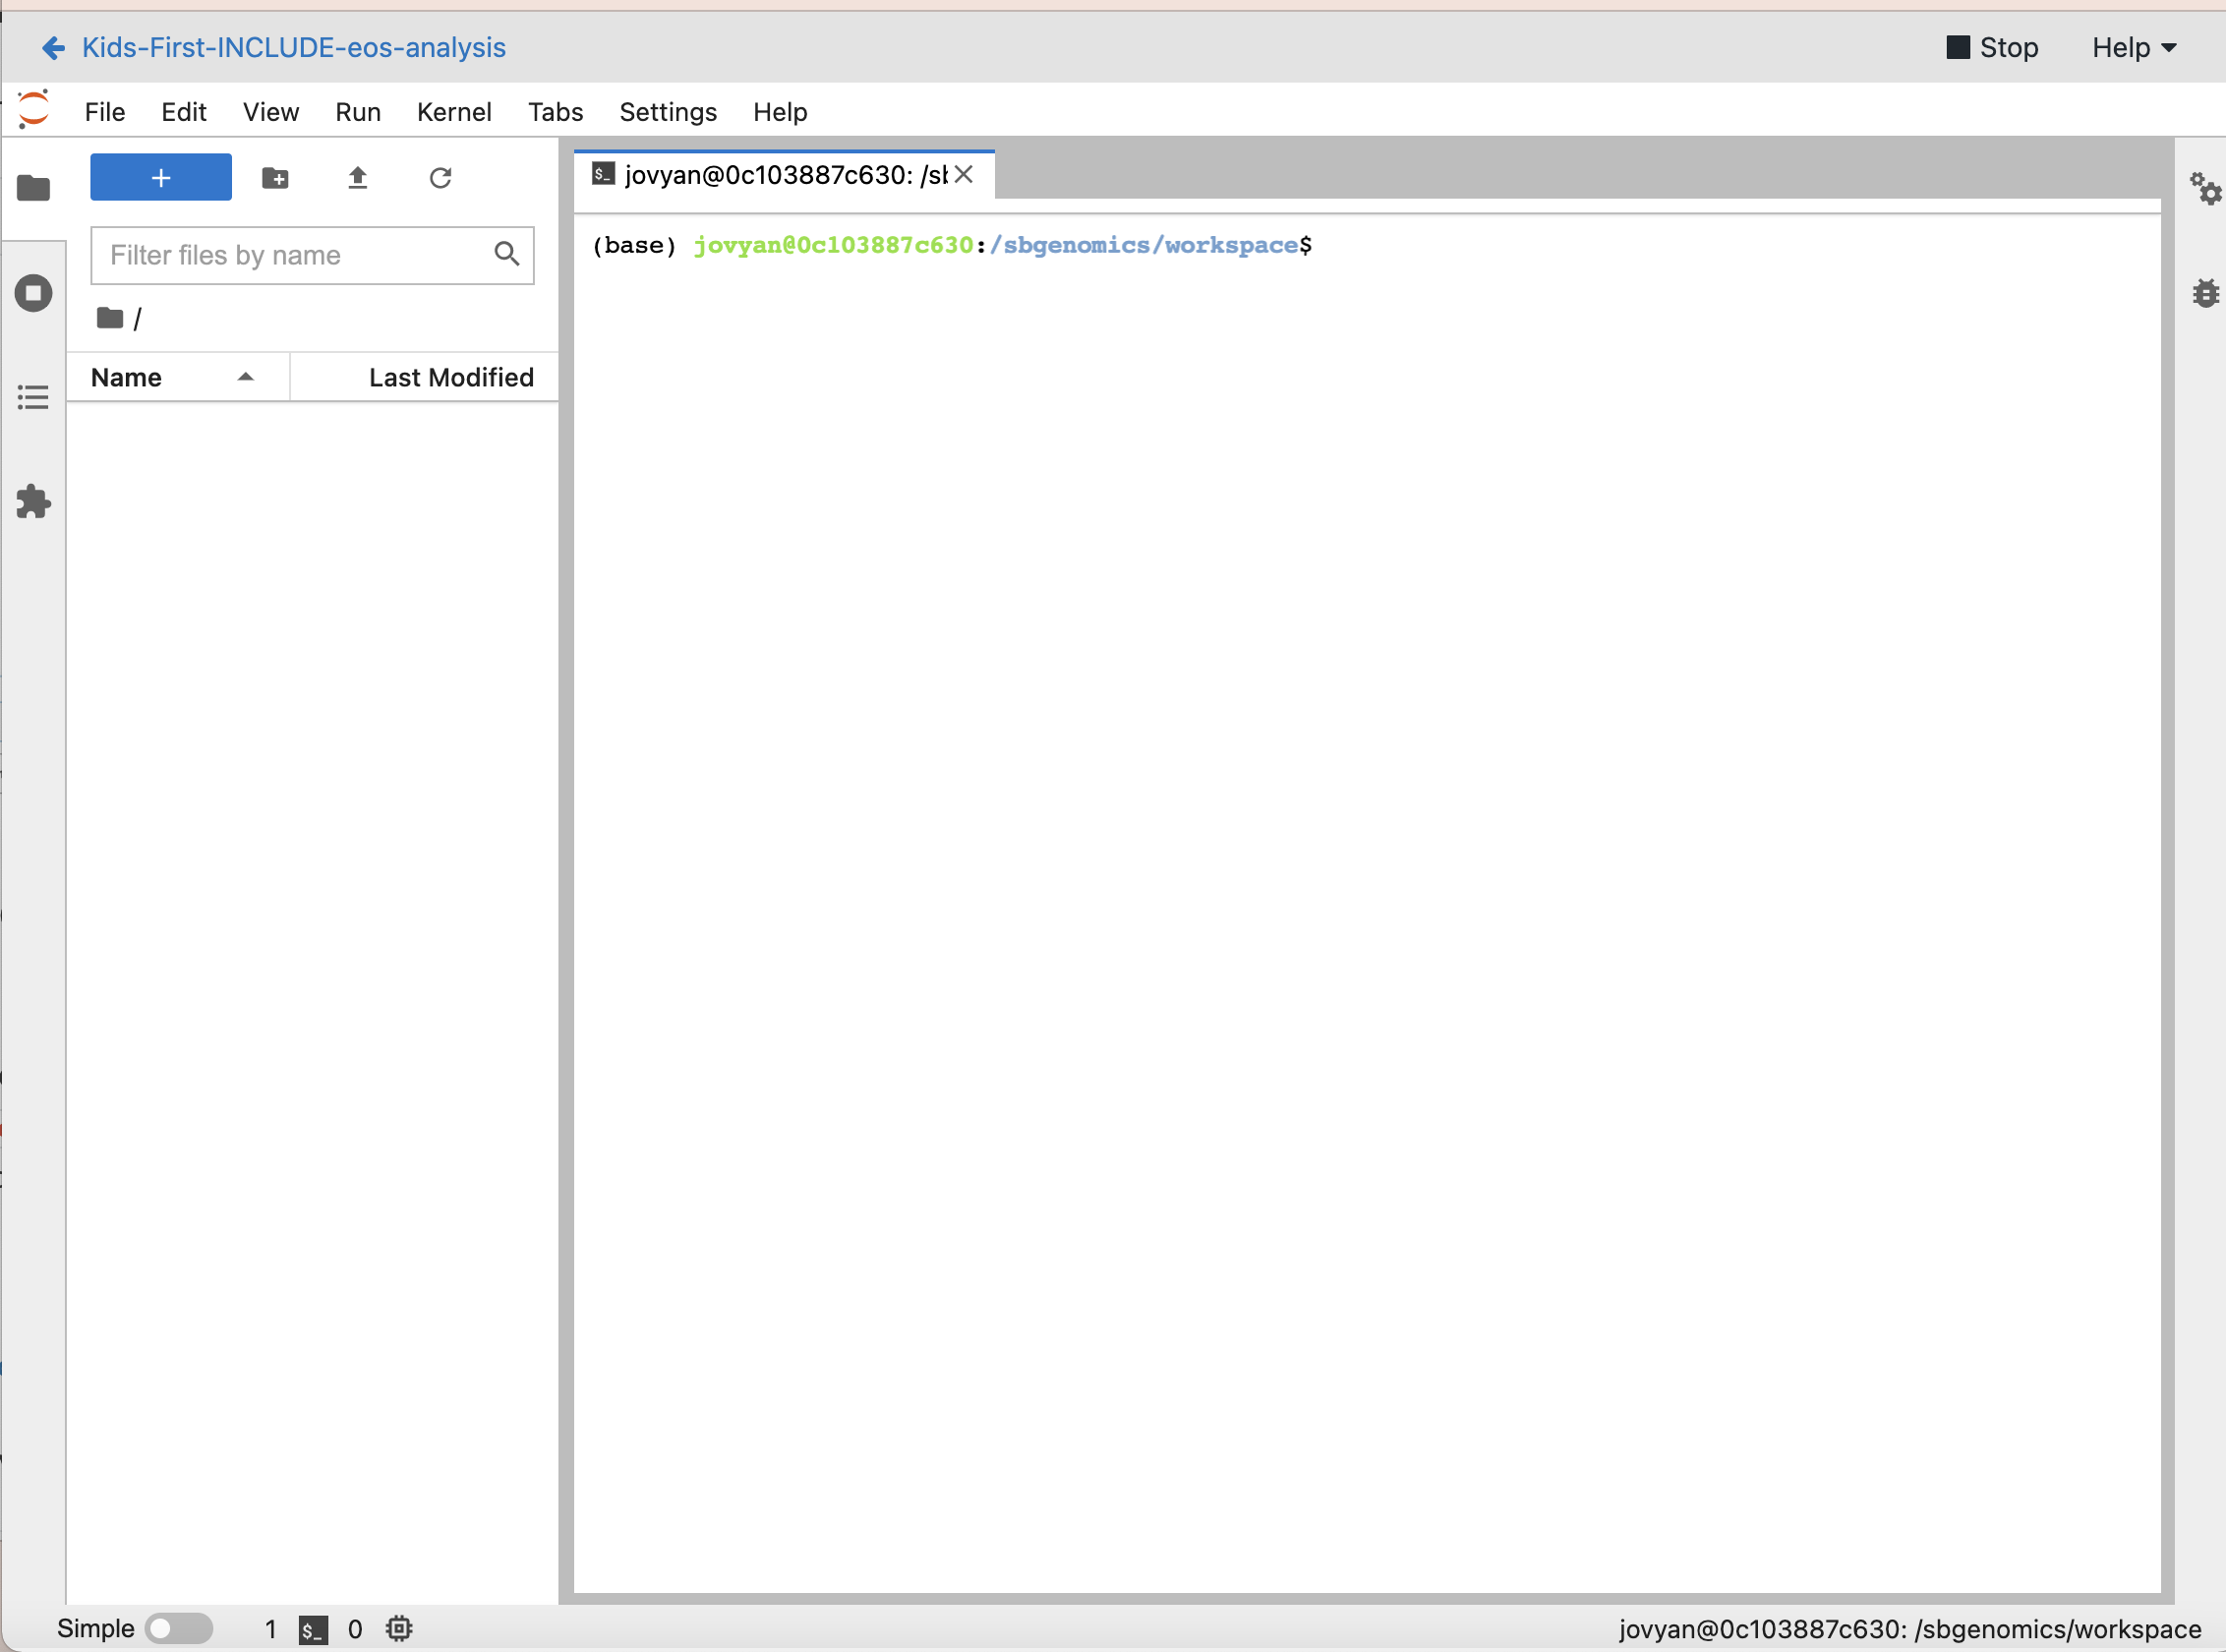 Kids-First-INCLUDE-eos-analysis
Stop Help
File Edit View Run Kernel Tabs Settings Help
+
jovyan@0c103887c630: /sb
(base) jovyan@0c103887c630:/sbgenomics/workspace$
Filter files by name
/
Name Last Modified
Simple 1 $_ 0
jovyan@0c103887c630: /sbgenomics/workspace